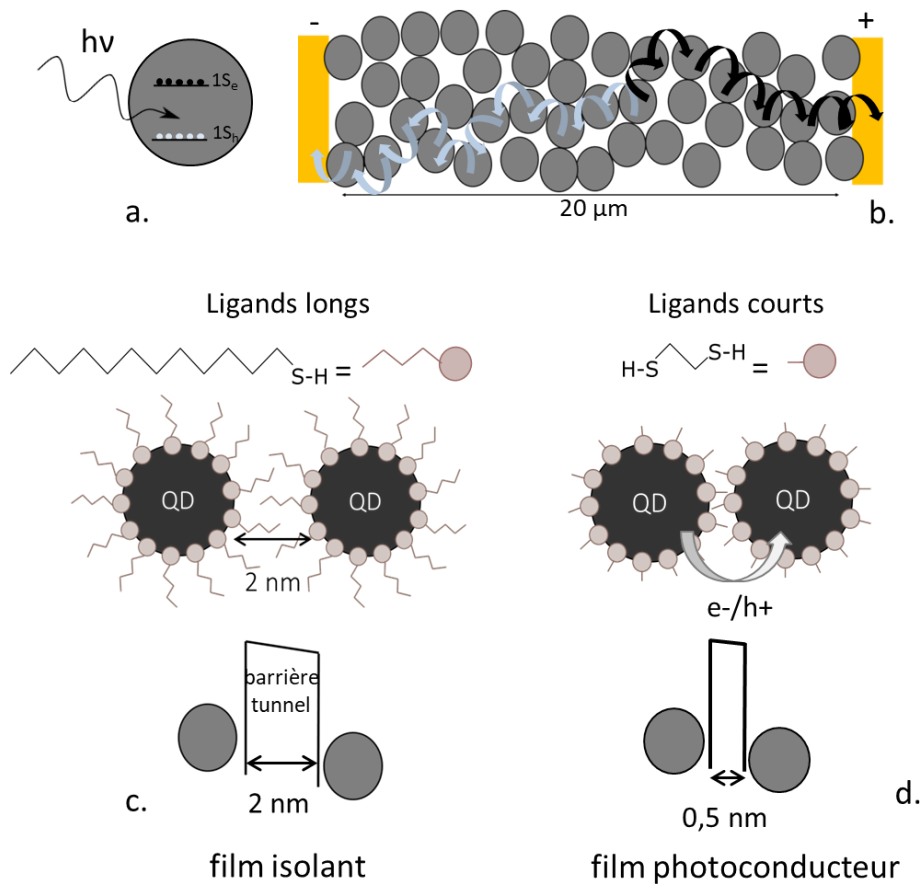 hν
1Se
1Sh
a.
-
+
20 µm
b.
Ligands longs
S-H =
QD
QD
2 nm
barrière
tunnel
2 nm
c.
film isolant
Ligands courts
H-S
S-H
=
QD
QD
e-/h+
0,5 nm
d.
film photoconducteur